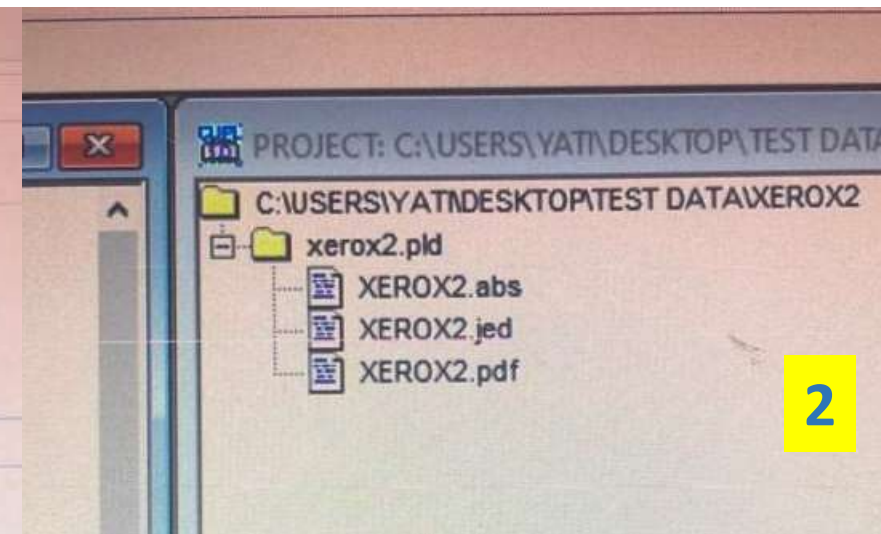 PROJECT: C:\USERS\YATI\DESKTOP\TEST DATA
C:\USERS\YATI\DESKTOP\TEST DATA\XEROX2
xerox2.pld
XEROX2.abs
XEROX2.jed
XEROX2.pdf
2